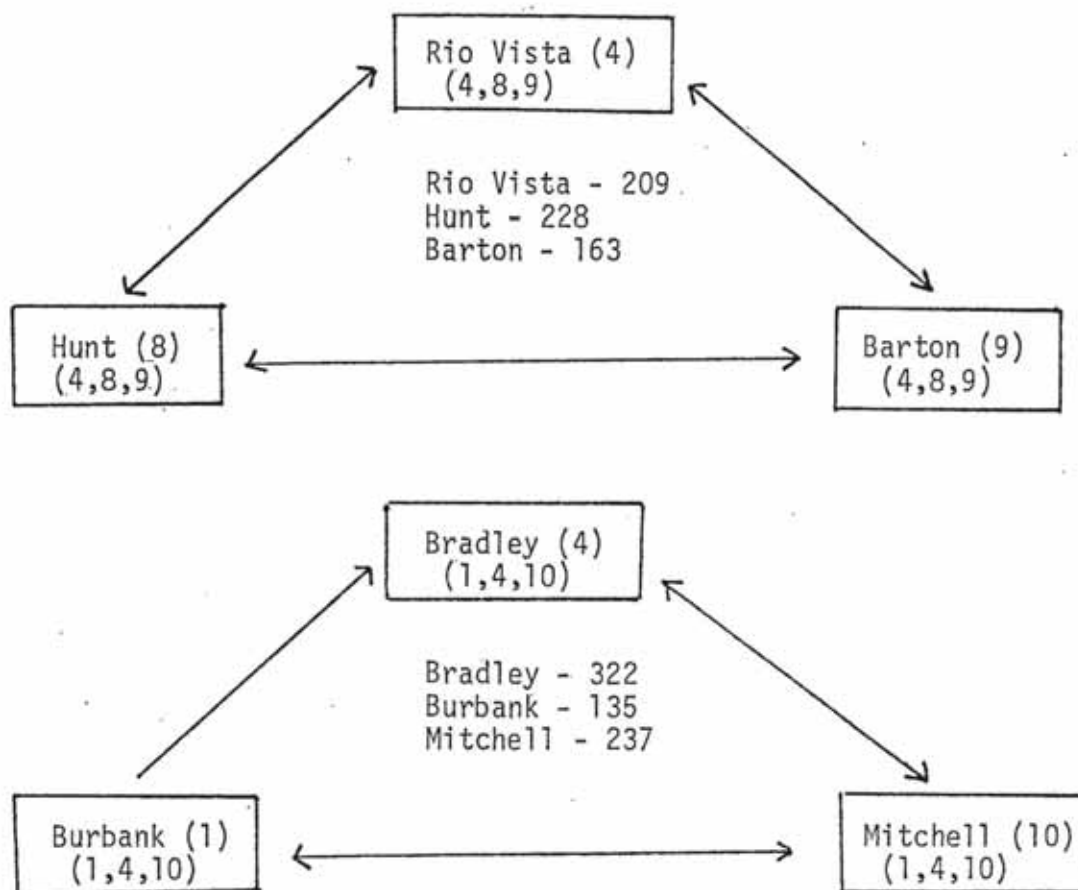 Rio Vista (4)
(4,8,9)
Rio Vista - 209
Hunt - 228
Barton - 163
Hunt (8)
(4,8,9)
Barton (9)
(4,8,9)
Bradley (4)
(1,4,10)
Bradley - 322
Burbank - 135
Mitchell - 237
Burbank (1)
(1,4,10)
Mitchell (10)
(1,4,10)